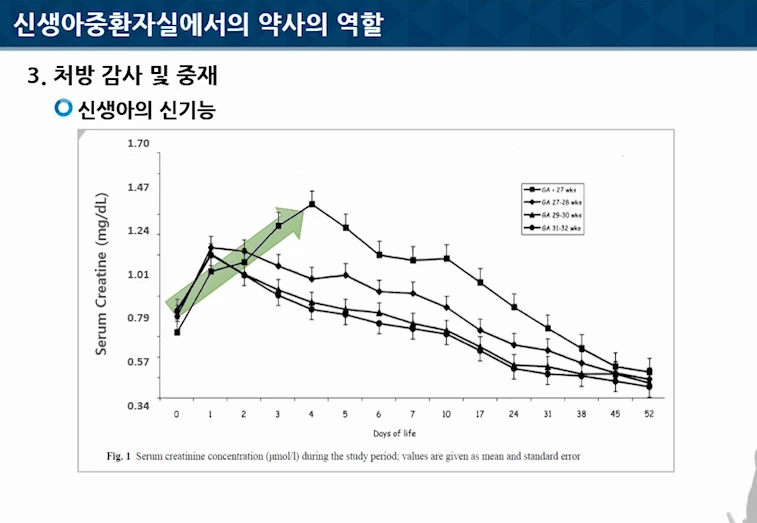 신생아중환자실에서의 약사의 역할
3. 처방 감사 및 중재
신생아의 신기능
Serum Creatine (mg/dL)
1.70
1.47
1.24
1.01
0.79
0.57
0.34
GA < 27 wks
GA 27-28 wks
GA 29-30 wks
GA 31-32 wks
0 1 2 3 4 5 6 7 10 17 24 31 38 45 52
Days of life
Fig. 1 Serum creatinine concentration (µmol/l) during the study period; values are given as mean and standard error